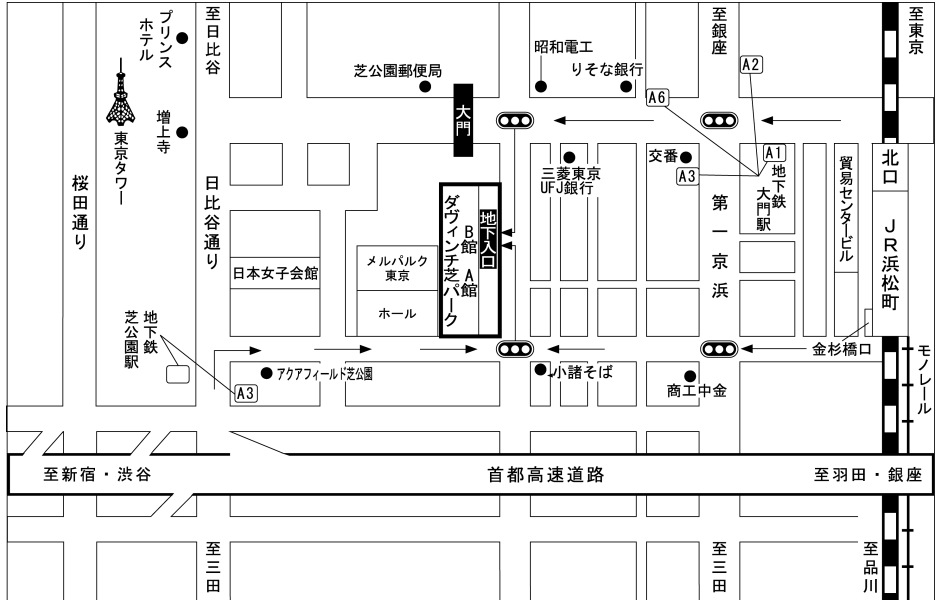 プリンス
ホテル
至日比谷
至銀座
至東京
昭和電工
りそな銀行
芝公園郵便局
A2
A6
大門
増上寺
東京タワー
桜田通り
日比谷通り
三菱東京
UFJ銀行
交番
A3
A1
地下鉄
大門駅
第一京浜
貿易センタービル
北口
JR浜松町
地下入口
B館 A館
ダヴィンチ芝パーク
日本女子会館
メルパルク
東京
ホール
地下鉄
芝公園駅
A3
アクアフィールド芝公園
小諸そば
商工中金
金杉橋口
モノレール
至新宿・渋谷
首都高速道路
至羽田・銀座
至三田
至三田
至品川